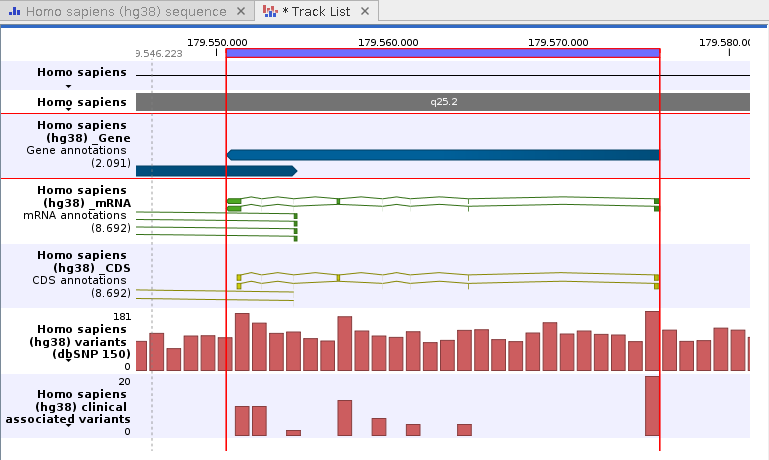 Homo sapiens (hg38) sequence
* Track List
179.550.000 179.560.000 179.570.000 179.580.0
9.546.223
Homo sapiens
Homo sapiens
q25.2
Homo sapiens
(hg38) _Gene
Gene annotations
(2.091)
Homo sapiens
(hg38) _mRNA
mRNA annotations
(8.692)
Homo sapiens
(hg38) _CDS
CDS annotations
(8.692)
181
Homo sapiens
(hg38) variants
(dbSNP 150)
0
20
Homo sapiens
(hg38) clinical
associated variants
0